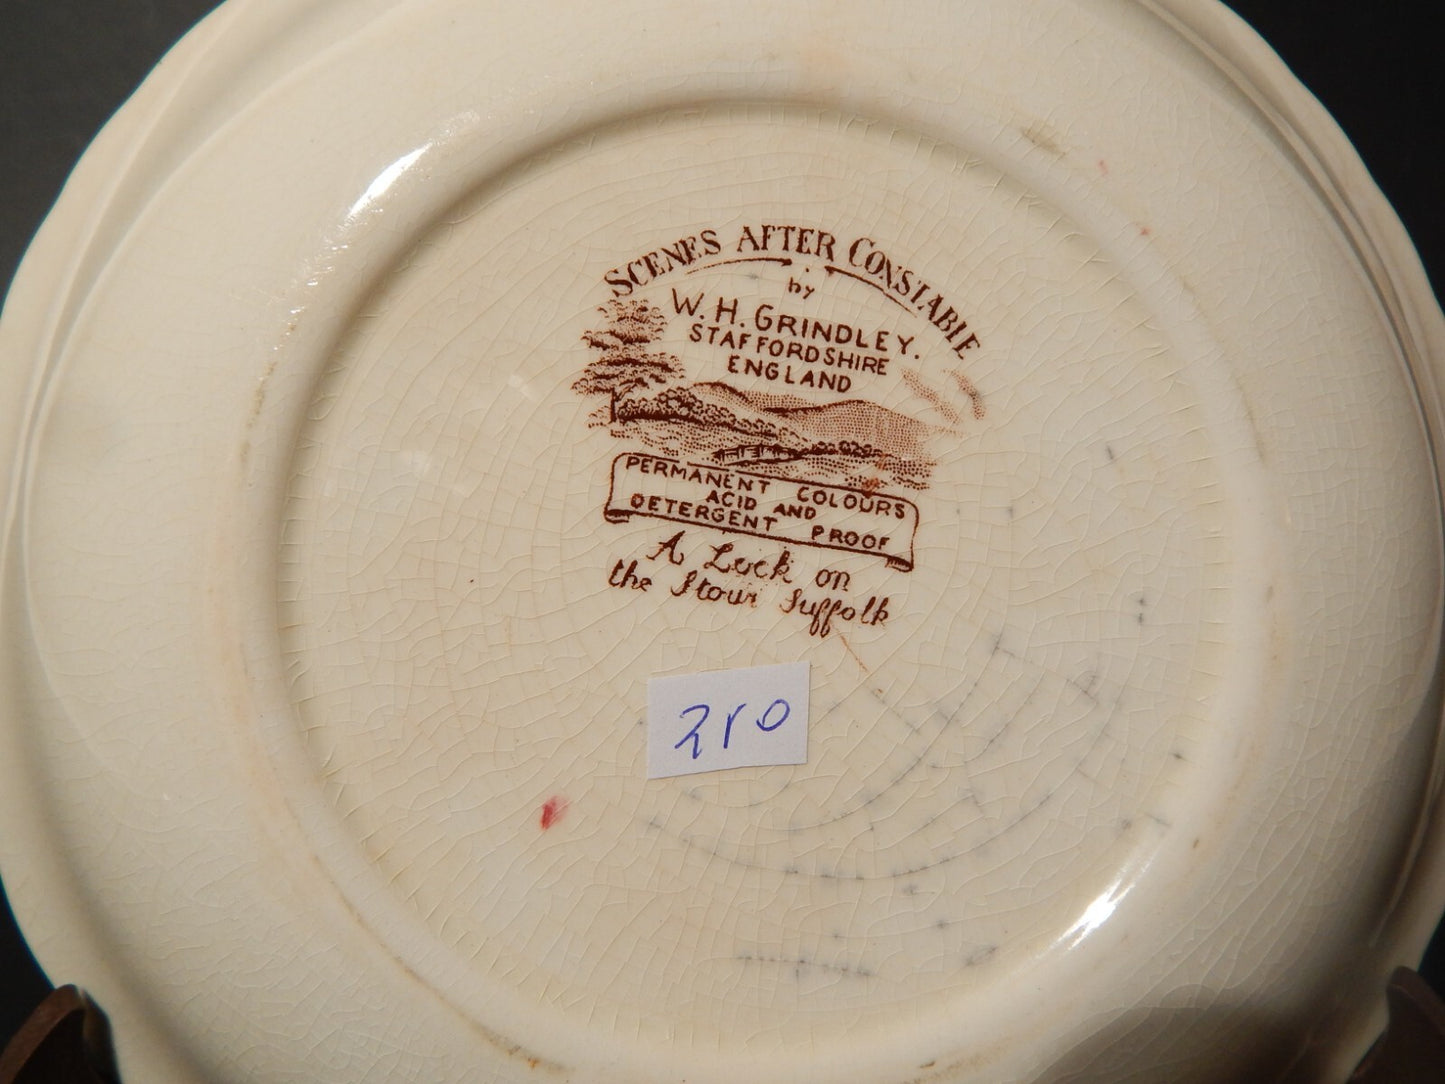 SCENES AFTER CONSTABLE
by
W. H. GRINDLEY.
STAFFORDSHIRE
ENGLAND
PERMANENT COLOURS
ACID AND
DETERGENT PROOF
A Lock on
the Stour Suffolk
210